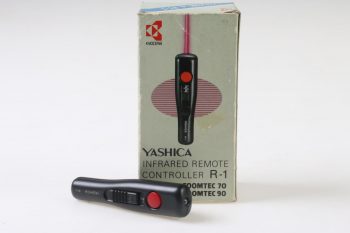 KYOCERA
YASHICA
INFRARED REMOTE
CONTROLLER R-1
ZOOMTEC 70
ZOOMTEC 90